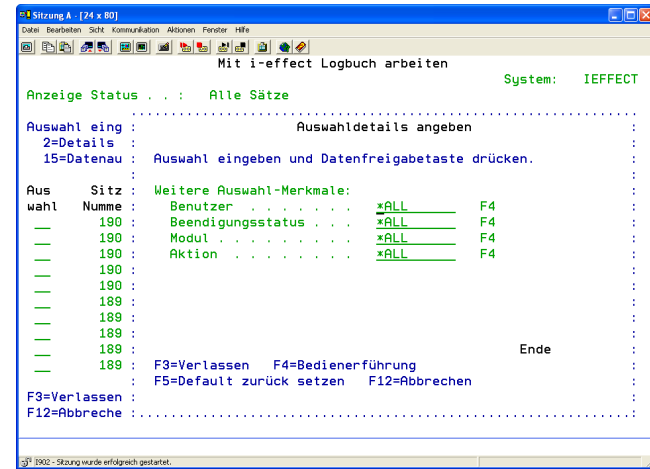 Sitzung A - [24 x 80]
Datei Bearbeiten Sicht Kommunikation Aktionen Fenster Hilfe
Mit i-effect Logbuch arbeiten
System: IEFFECT
Anzeige Status . . : Alle Sätze
Auswahl eing : Auswahldetails angeben :
2=Details :
15=Datenau : Auswahl eingeben und Datenfreigabetaste drücken. :
Aus Sitz : Weitere Auswahl-Merkmale: :
wahl Numme : Benutzer . . . . . . . *ALL F4 :
190 : Beendigungsstatus . . . *ALL F4 :
190 : Modul . . . . . . . . . *ALL F4 :
190 : Aktion . . . . . . . . *ALL F4 :
190 :
190 :
189 :
189 :
189 :
189 : Ende :
189 : F3=Verlassen F4=Bedienerführung :
: F5=Default zurück setzen F12=Abbrechen :
F3=Verlassen :
F12=Abbreche :
I902 - Sitzung wurde erfolgreich gestartet.